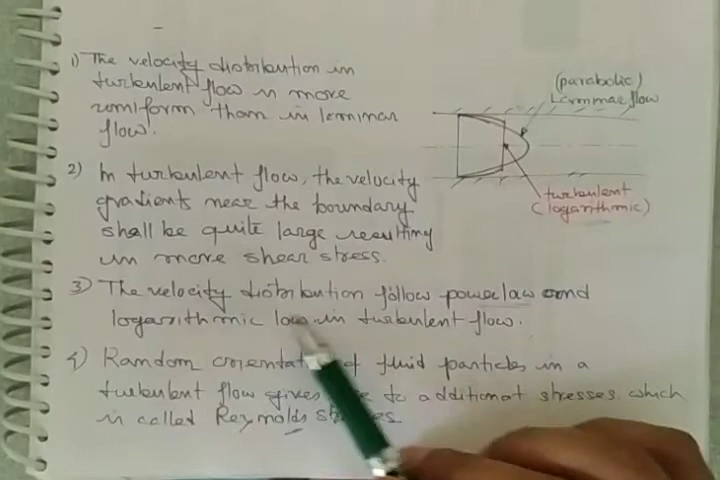 1) The velocity distribution in
turbulent flow is more
uniform than in laminar
flow.
(parabolic)
Laminar flow
turbulent
(logarithmic)
2) In turbulent flow, the velocity
gradients near the boundary
shall be quite large resulting
in more shear stress.
3) The velocity distribution follow power law and
logarithmic law in turbulent flow.
4) Random of fluid particles in a
turbulent flow gives to additional stresses which
is called Reynolds